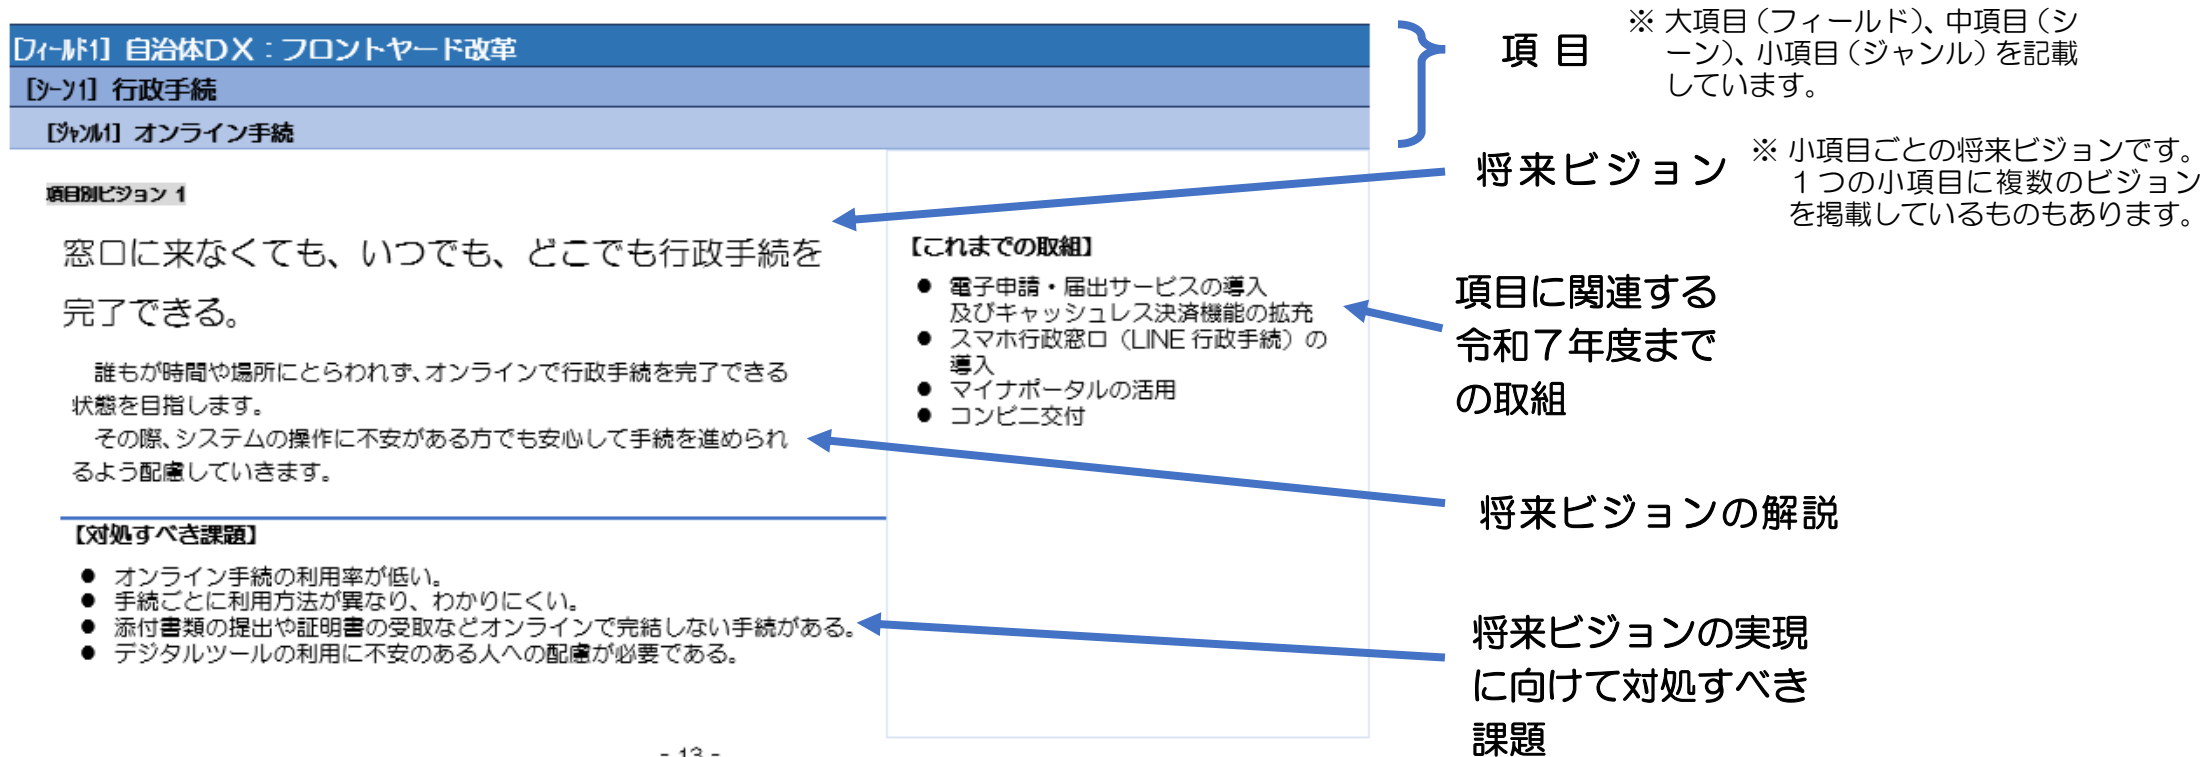 [フィールド1] 自治体DX：フロントヤード改革
[シーン1] 行政手続
[ジャンル1] オンライン手続
項目別ビジョン 1
窓口に来なくても、いつでも、どこでも行政手続を
完了できる。
誰もが時間や場所にとらわれず、オンラインで行政手続を完了できる
状態を目指します。
その際、システムの操作に不安がある方でも安心して手続を進められ
るよう配慮していきます。
【対処すべき課題】
● オンライン手続の利用率が低い。
● 手続ごとに利用方法が異なり、わかりにくい。
● 添付書類の提出や証明書の受取などオンラインで完結しない手続がある。
● デジタルツールの利用に不安のある人への配慮が必要である。
【これまでの取組】
● 電子申請・届出サービスの導入
及びキャッシュレス決済機能の拡充
● スマホ行政窓口（LINE 行政手続）の
導入
● マイナポータルの活用
● コンビニ交付
- 13 -
項目
※ 大項目（フィールド）、中項目（シ
ーン）、小項目（ジャンル）を記載
しています。
将来ビジョン
※ 小項目ごとの将来ビジョンです。
１つの小項目に複数のビジョン
を掲載しているものもあります。
項目に関連する
令和７年度まで
の取組
将来ビジョンの解説
将来ビジョンの実現
に向けて対処すべき
課題